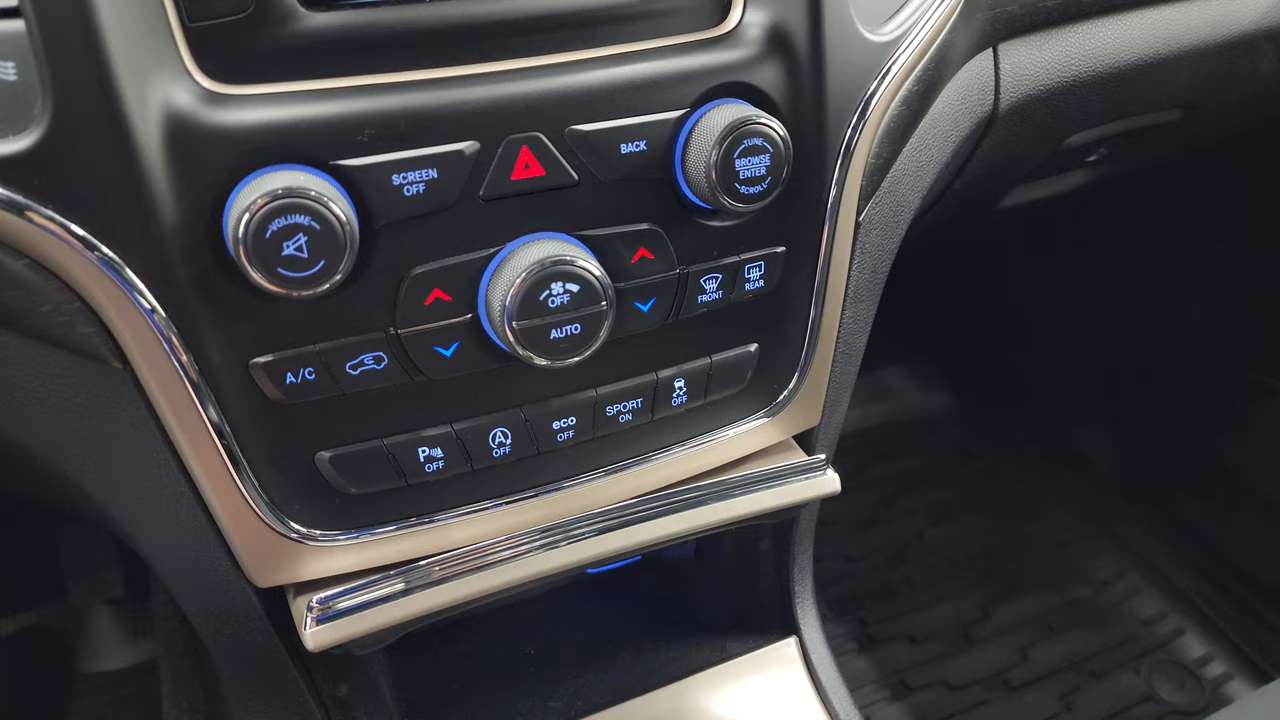 SCREEN
OFF
BACK
TUNE
BROWSE
ENTER
SCROLL
VOLUME
OFF
AUTO
FRONT
REAR
A/C
P
OFF
A
OFF
eco
OFF
SPORT
ON
OFF